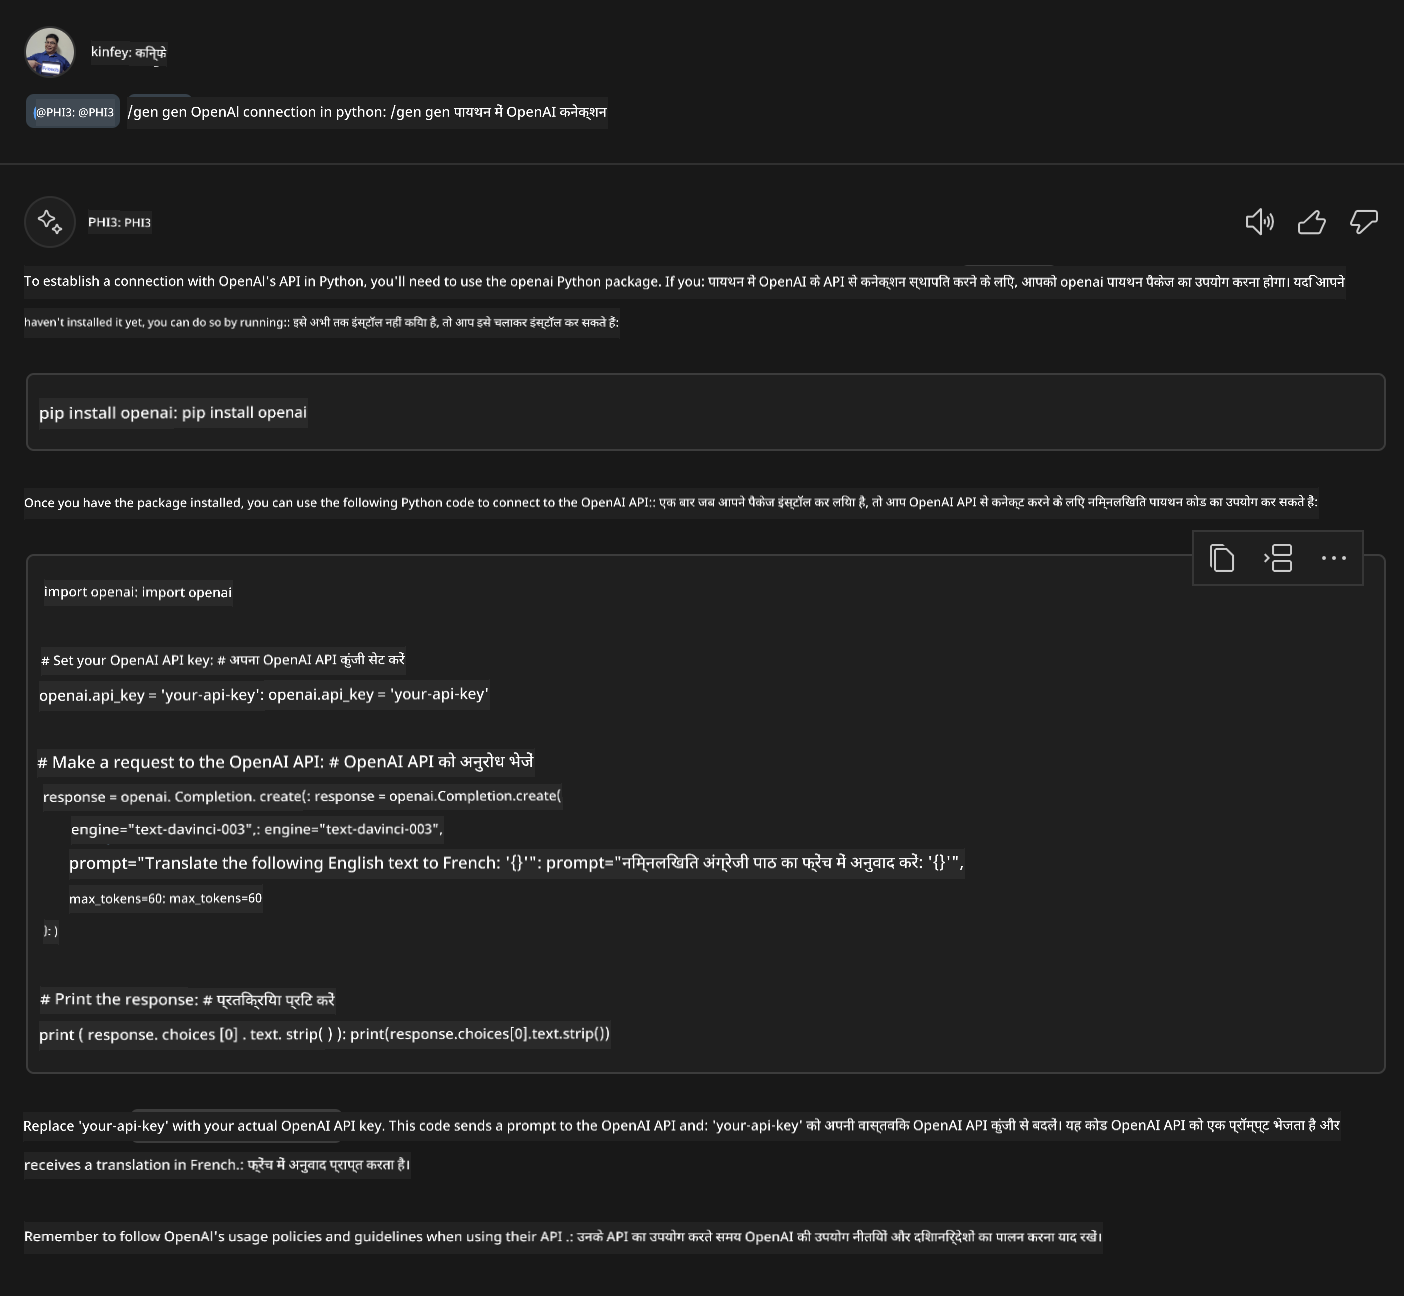 kinfey: किन्फे
@PHI3: @PHI3 /gen gen OpenAI connection in python: /gen gen पायथन में OpenAI कनेक्शन
PHI3: PHI3
To establish a connection with OpenAI's API in Python, you'll need to use the openai Python package. If you: पायथन में OpenAI के API से कनेक्शन स्थापित करने के लिए, आपको openai पायथन पैकेज का उपयोग करना होगा। यदि आपने
haven't installed it yet, you can do so by running:: इसे अभी तक इंस्टॉल नहीं किया है, तो आप इसे चलाकर इंस्टॉल कर सकते हैं:
pip install openai: pip install openai
Once you have the package installed, you can use the following Python code to connect to the OpenAI API:: एक बार जब आपने पैकेज इंस्टॉल कर लिया है, तो आप OpenAI API से कनेक्ट करने के लिए निम्नलिखित पायथन कोड का उपयोग कर सकते हैं:
import openai: import openai
# Set your OpenAI API key: # अपना OpenAI API कुंजी सेट करें
openai.api_key = 'your-api-key': openai.api_key = 'your-api-key'
# Make a request to the OpenAI API: # OpenAI API को अनुरोध भेजें
response = openai. Completion. create(: response = openai.Completion.create(
engine="text-davinci-003",: engine="text-davinci-003",
prompt="Translate the following English text to French: '{}'": prompt="निम्नलिखित अंग्रेजी पाठ का फ्रेंच में अनुवाद करें: '{}'",
max_tokens=60: max_tokens=60
): )
# Print the response: # प्रतिक्रिया प्रिंट करें
print ( response. choices [0] . text. strip( ) ): print(response.choices[0].text.strip())
Replace 'your-api-key' with your actual OpenAI API key. This code sends a prompt to the OpenAI API and: 'your-api-key' को अपनी वास्तविक OpenAI API कुंजी से बदलें। यह कोड OpenAI API को एक प्रॉम्प्ट भेजता है और
receives a translation in French.: फ्रेंच में अनुवाद प्राप्त करता है।
Remember to follow OpenAI's usage policies and guidelines when using their API .: उनके API का उपयोग करते समय OpenAI की उपयोग नीतियों और दिशानिर्देशों का पालन करना याद रखें।